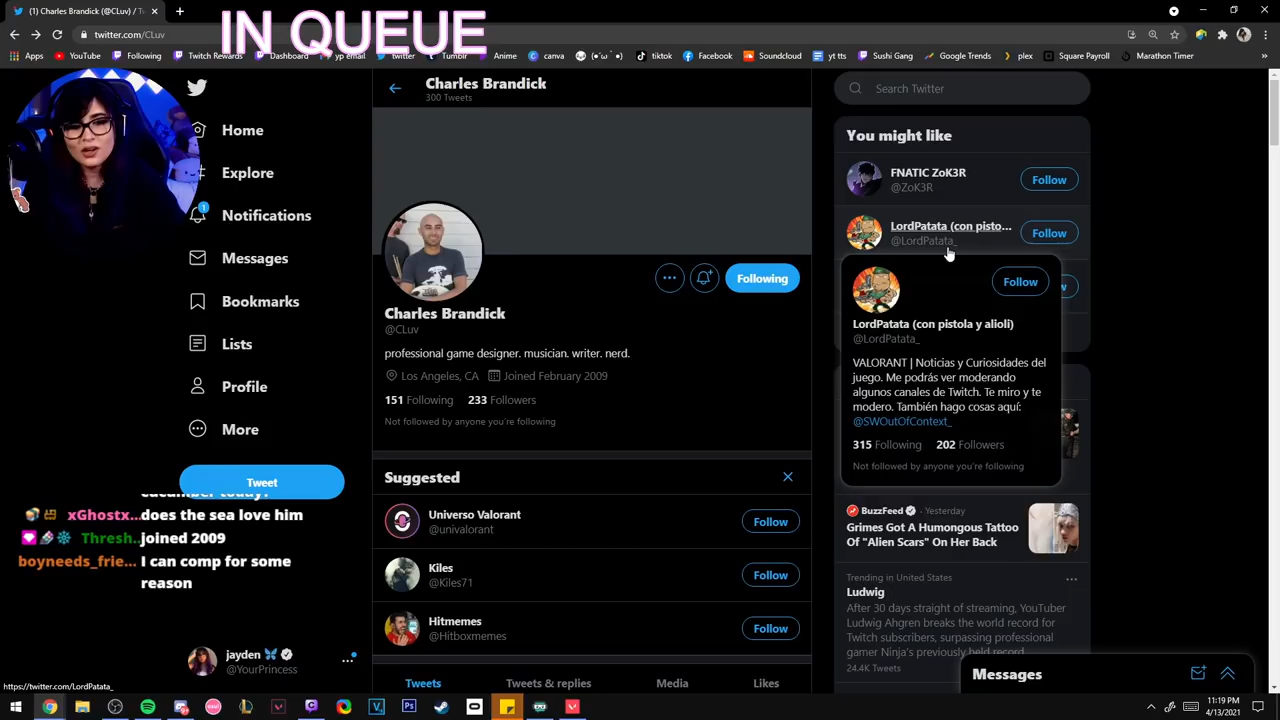 (1) Charles Brandick (@CLuv) / T
IN QUEUE
twitter.com/CLuv
Apps
YouTube
Twitch Rewards
Following
Dashboard
yp email
twitter
Tumblr
Anime
canva
tiktok
Facebook
Soundcloud
yt tts
Sushi Gang
Google Trends
plex
Square Payroll
Marathon Timer
Home
Explore
Notifications
1
Messages
Bookmarks
Lists
Profile
More
Tweet
cucumber today?
xGhostx... does the sea love him
Thresh.. joined 2009
boyneeds_frie... I can comp for some
reason
jayden
@YourPrincess
https://twitter.com/LordPatata_
Charles Brandick
300 Tweets
Following
Charles Brandick
@CLuv
professional game designer. musician. writer. nerd.
Los Angeles, CA Joined February 2009
151 Following 233 Followers
Not followed by anyone you're following
Suggested
Universo Valorant
@univalorant
Follow
Kiles
@Kiles71
Follow
Hitmemes
@Hitboxmemes
Follow
Tweets Tweets & replies Media Likes
Search Twitter
You might like
FNATIC ZoK3R
@ZoK3R
Follow
LordPatata (con pisto...
@LordPatata_
Follow
Follow
LordPatata (con pistola y alioli)
@LordPatata_
VALORANT | Noticias y Curiosidades del
juego. Me podrás ver moderando
algunos canales de Twitch. Te miro y te
modero. También hago cosas aquí:
@SWOutOfContext_
315 Following 202 Followers
Not followed by anyone you're following
BuzzFeed · Yesterday
Grimes Got A Humongous Tattoo
Of "Alien Scars" On Her Back
Trending in United States
Ludwig
After 30 days straight of streaming, YouTuber
Ludwig Ahgren breaks the world record for
Twitch subscribers, surpassing professional
gamer Ninja's previously held record
24.4K Tweets
Messages
11:19 PM
4/13/2021